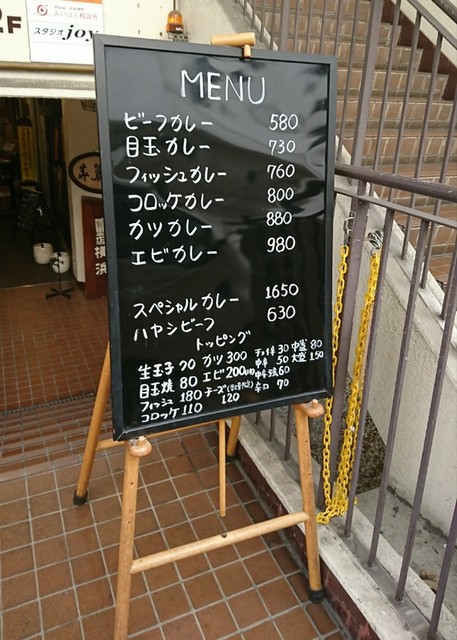 2F
スタジオ joy
MENU
ビーフカレー 580
目玉カレー 730
フィッシュカレー 760
コロッケカレー 800
カツカレー 880
エビカレー 980
スペシャルカレー 1650
ハヤシビーフ 630
トッピング
生玉子 カツ 300 30 中盛 80
目玉焼 80 エビ 200 50 大盛 150
フィッシュ 180 チーズ 60
コロッケ 110 120 辛口 70
横浜